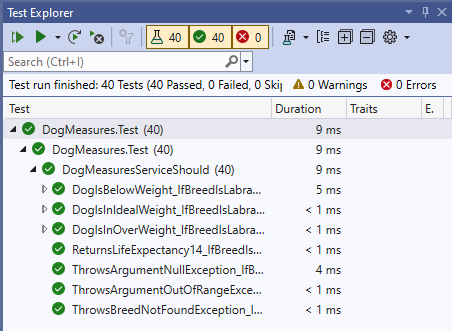 Test Explorer
40 40 0
Search (Ctrl+I)
Test run finished: 40 Tests (40 Passed, 0 Failed, 0 Skip 0 Warnings 0 Errors
Test Duration Traits E.
DogMeasures.Test (40) 9 ms
DogMeasures.Test (40) 9 ms
DogMeasuresServiceShould (40) 9 ms
DogIsBelowWeight_IfBreedIsLabra... 5 ms
DogIsInIdealWeight_IfBreedIsLabra... < 1 ms
DogIsInOverWeight_IfBreedIsLabra... < 1 ms
ReturnsLifeExpectancy14_IfBreedIs... < 1 ms
ThrowsArgumentNullException_IfB... 4 ms
ThrowsArgumentOutOfRangeExce... < 1 ms
ThrowsBreedNotFoundException_I... < 1 ms